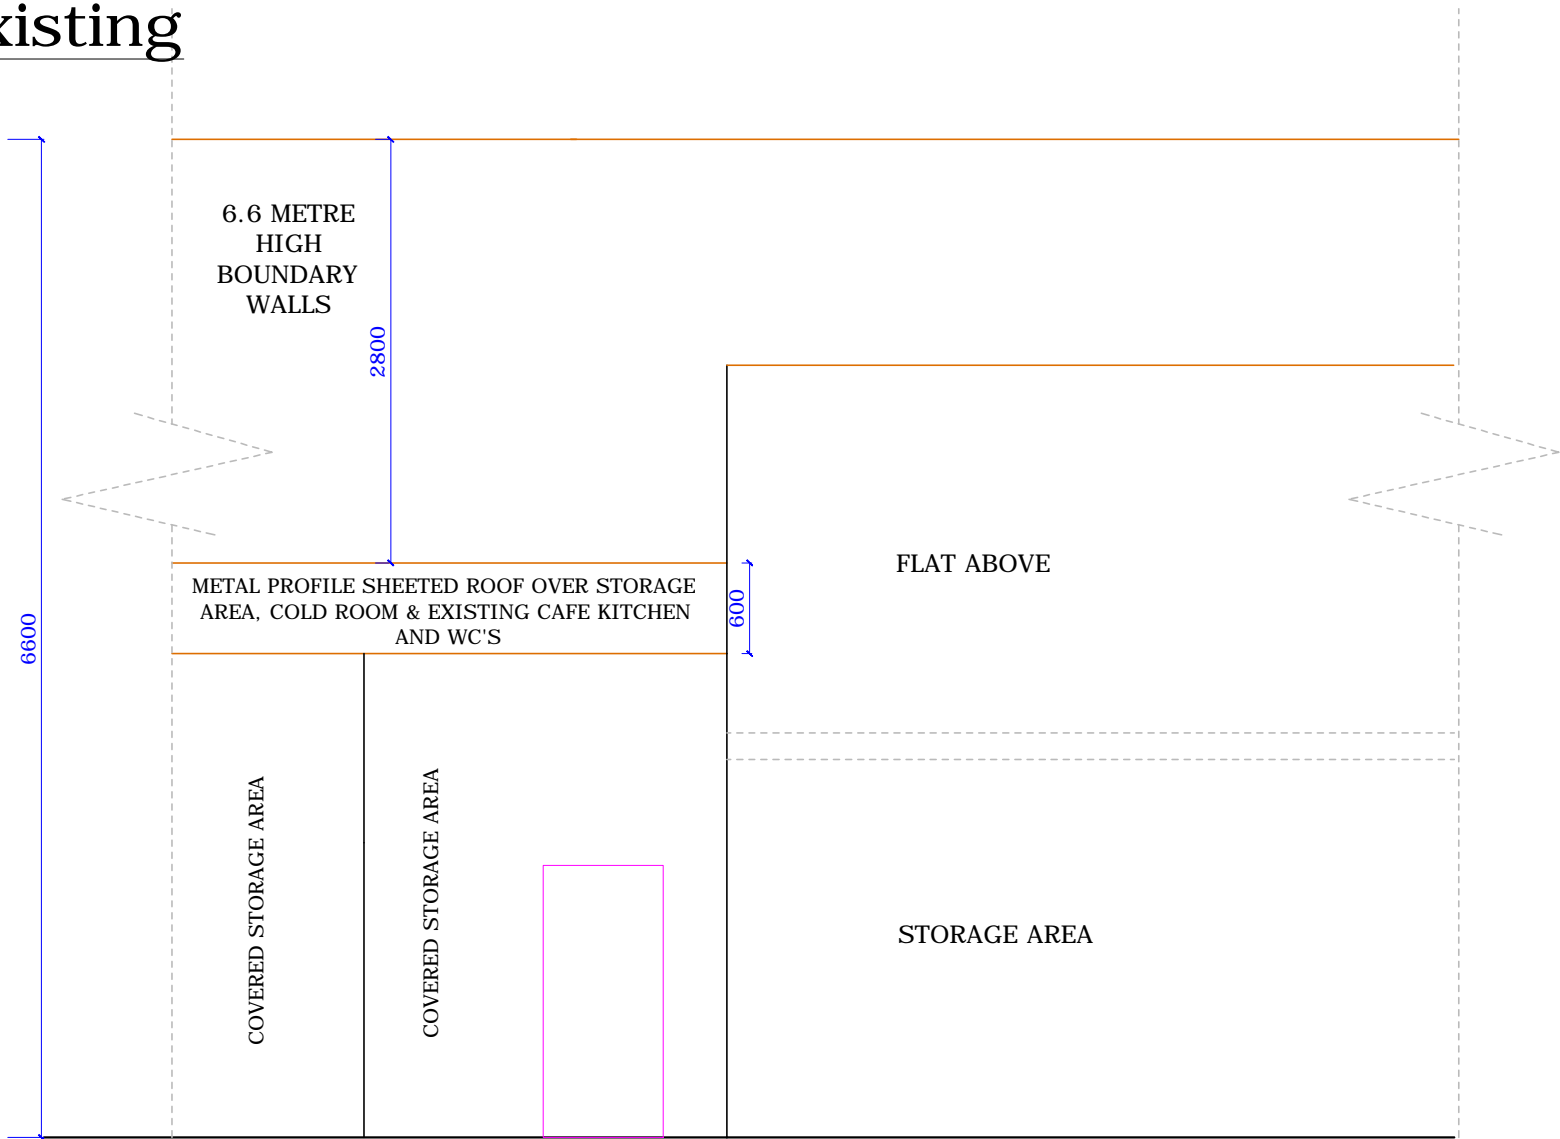 xisting
6.6 METRE
HIGH
BOUNDARY
WALLS
2800
METAL PROFILE SHEETED ROOF OVER STORAGE
AREA, COLD ROOM & EXISTING CAFE KITCHEN
AND WC'S
600
6600
FLAT ABOVE
COVERED STORAGE AREA
COVERED STORAGE AREA
STORAGE AREA